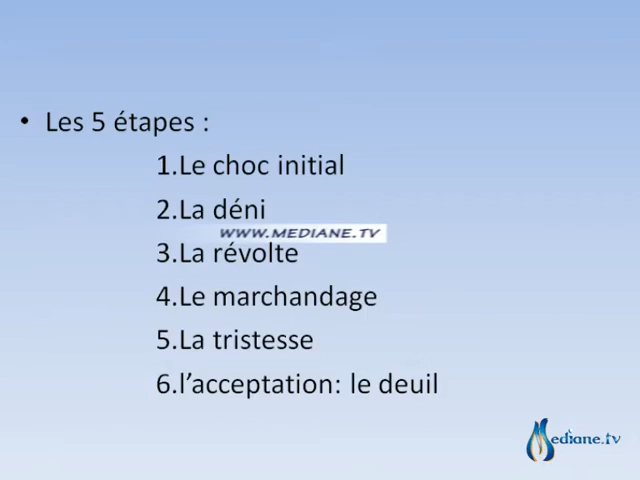 • Les 5 étapes :
1.Le choc initial
2.La déni
WWW.MEDIANE.TV
3.La révolte
4.Le marchandage
5.La tristesse
6.l’acceptation: le deuil
Mediane.tv